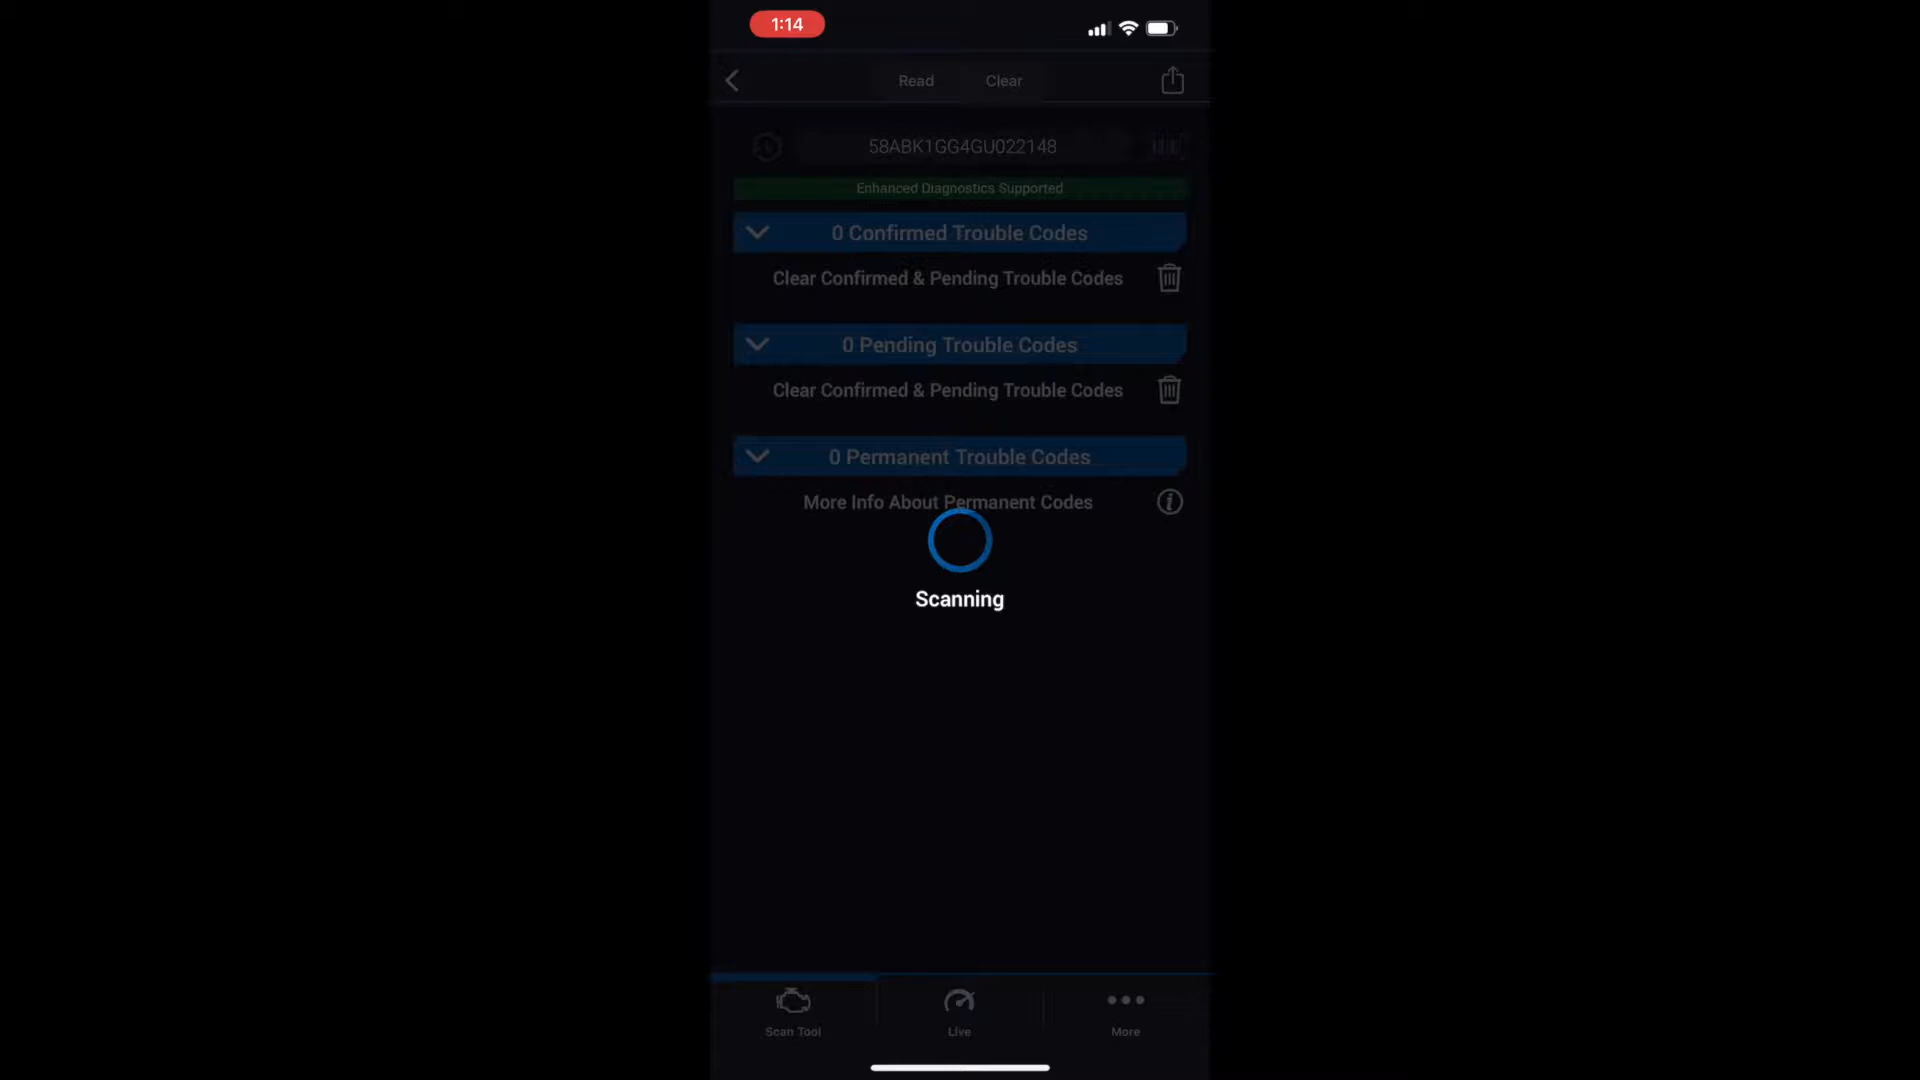 1:14
Read Clear
58ABK1GG4GU022148
Enhanced Diagnostics Supported
0 Confirmed Trouble Codes
Clear Confirmed & Pending Trouble Codes
0 Pending Trouble Codes
Clear Confirmed & Pending Trouble Codes
0 Permanent Trouble Codes
More Info About Permanent Codes
Scanning
Scan Tool Live More